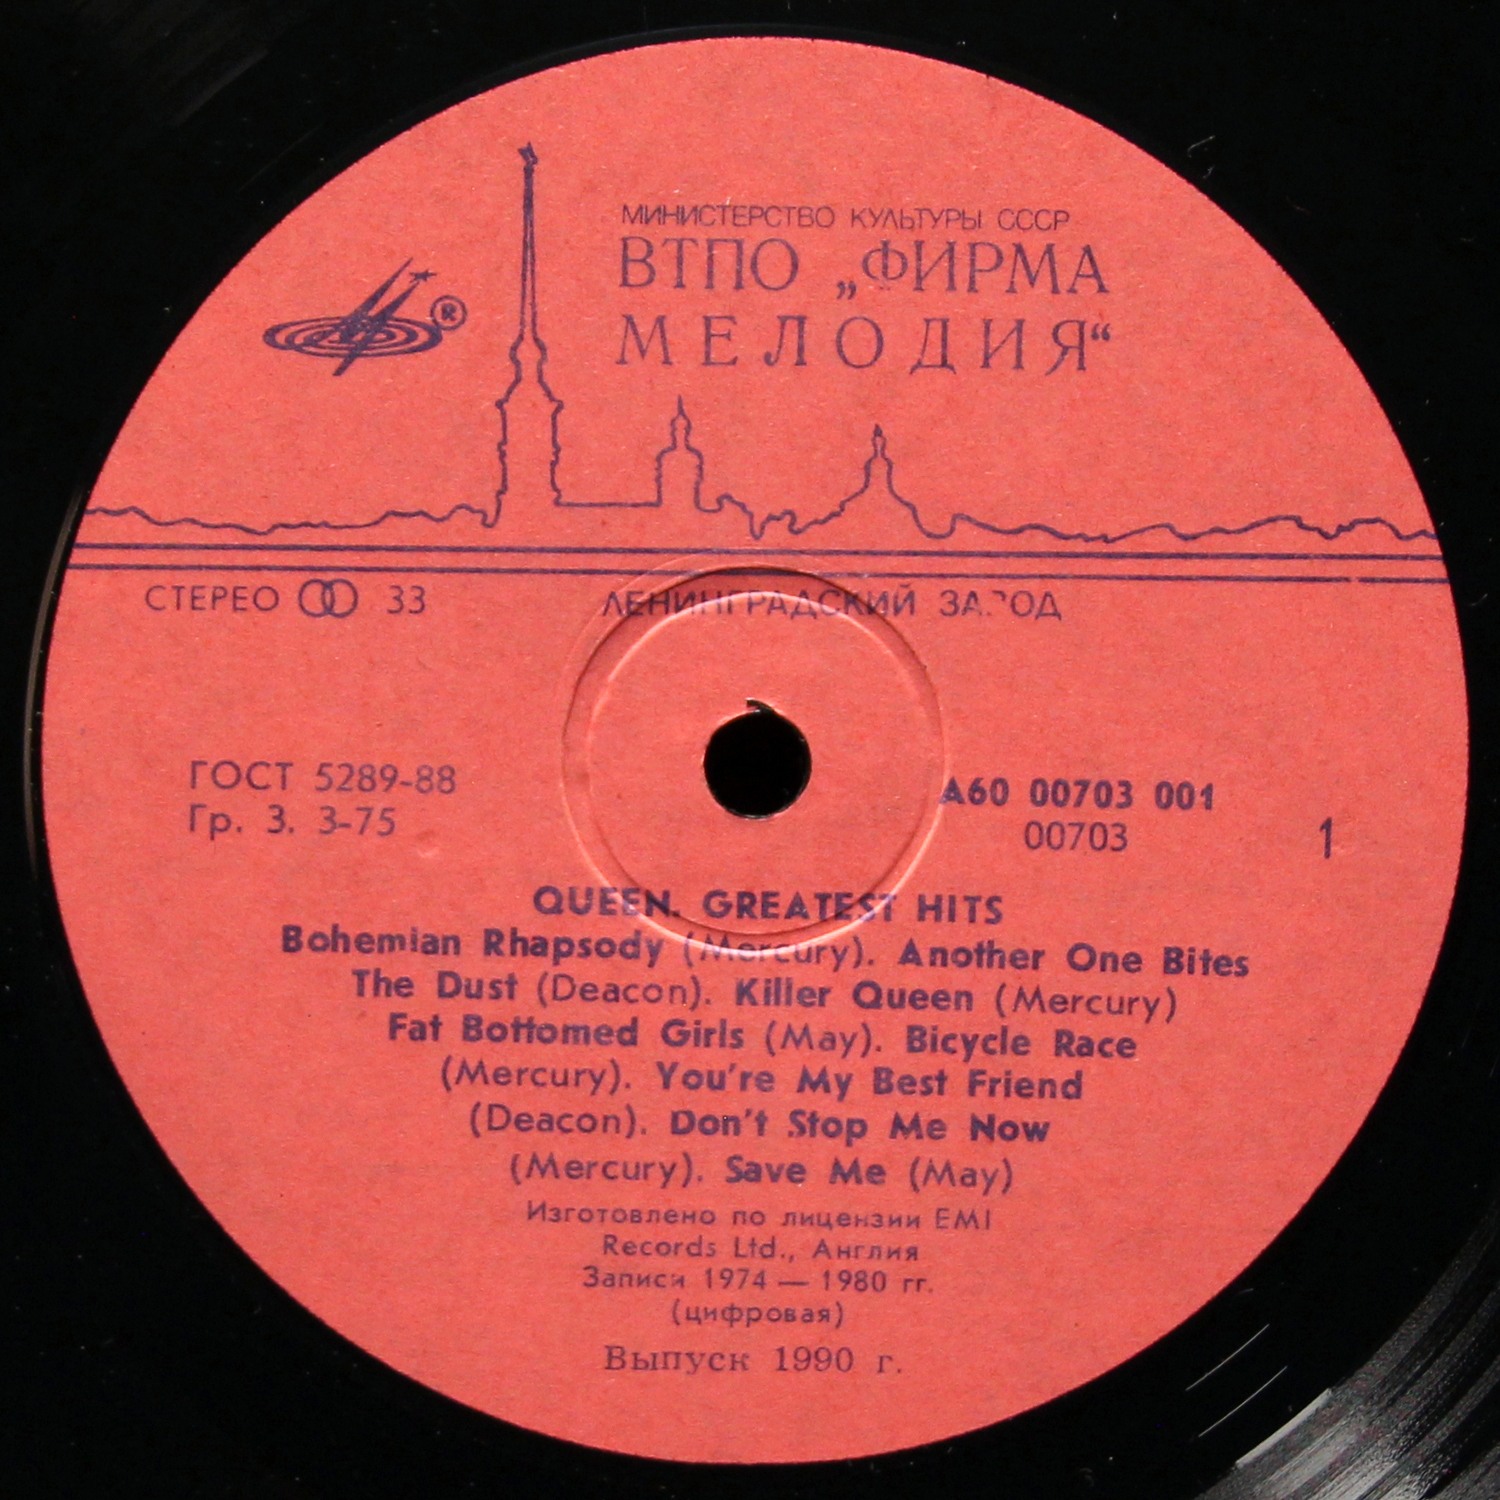 МИНИСТЕРСТВО КУЛЬТУРЫ СССР
ВТПО „ФИРМА
МЕЛОДИЯ“
®
СТЕРЕО 33 ЛЕНИНГРАДСКИЙ ЗАВОД
ГОСТ 5289-88
Гр. 3. 3-75
А60 00703 001
00703
1
QUEEN. GREATEST HITS
Bohemian Rhapsody (Mercury). Another One Bites
The Dust (Deacon). Killer Queen (Mercury)
Fat Bottomed Girls (May). Bicycle Race
(Mercury). You're My Best Friend
(Deacon). Don't Stop Me Now
(Mercury). Save Me (May)
Изготовлено по лицензии EMI
Records Ltd., Англия
Записи 1974 — 1980 гг.
(цифровая)
Выпуск 1990 г.